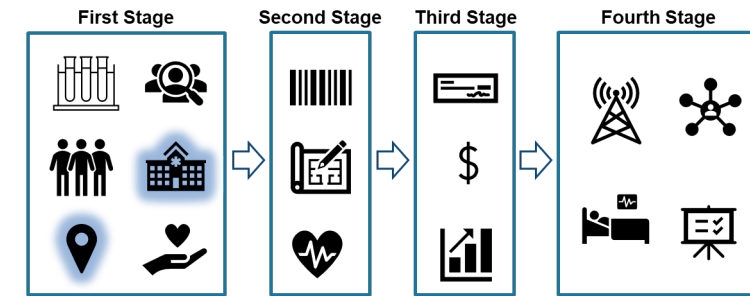 First Stage
Second Stage
Third Stage
Fourth Stage
$